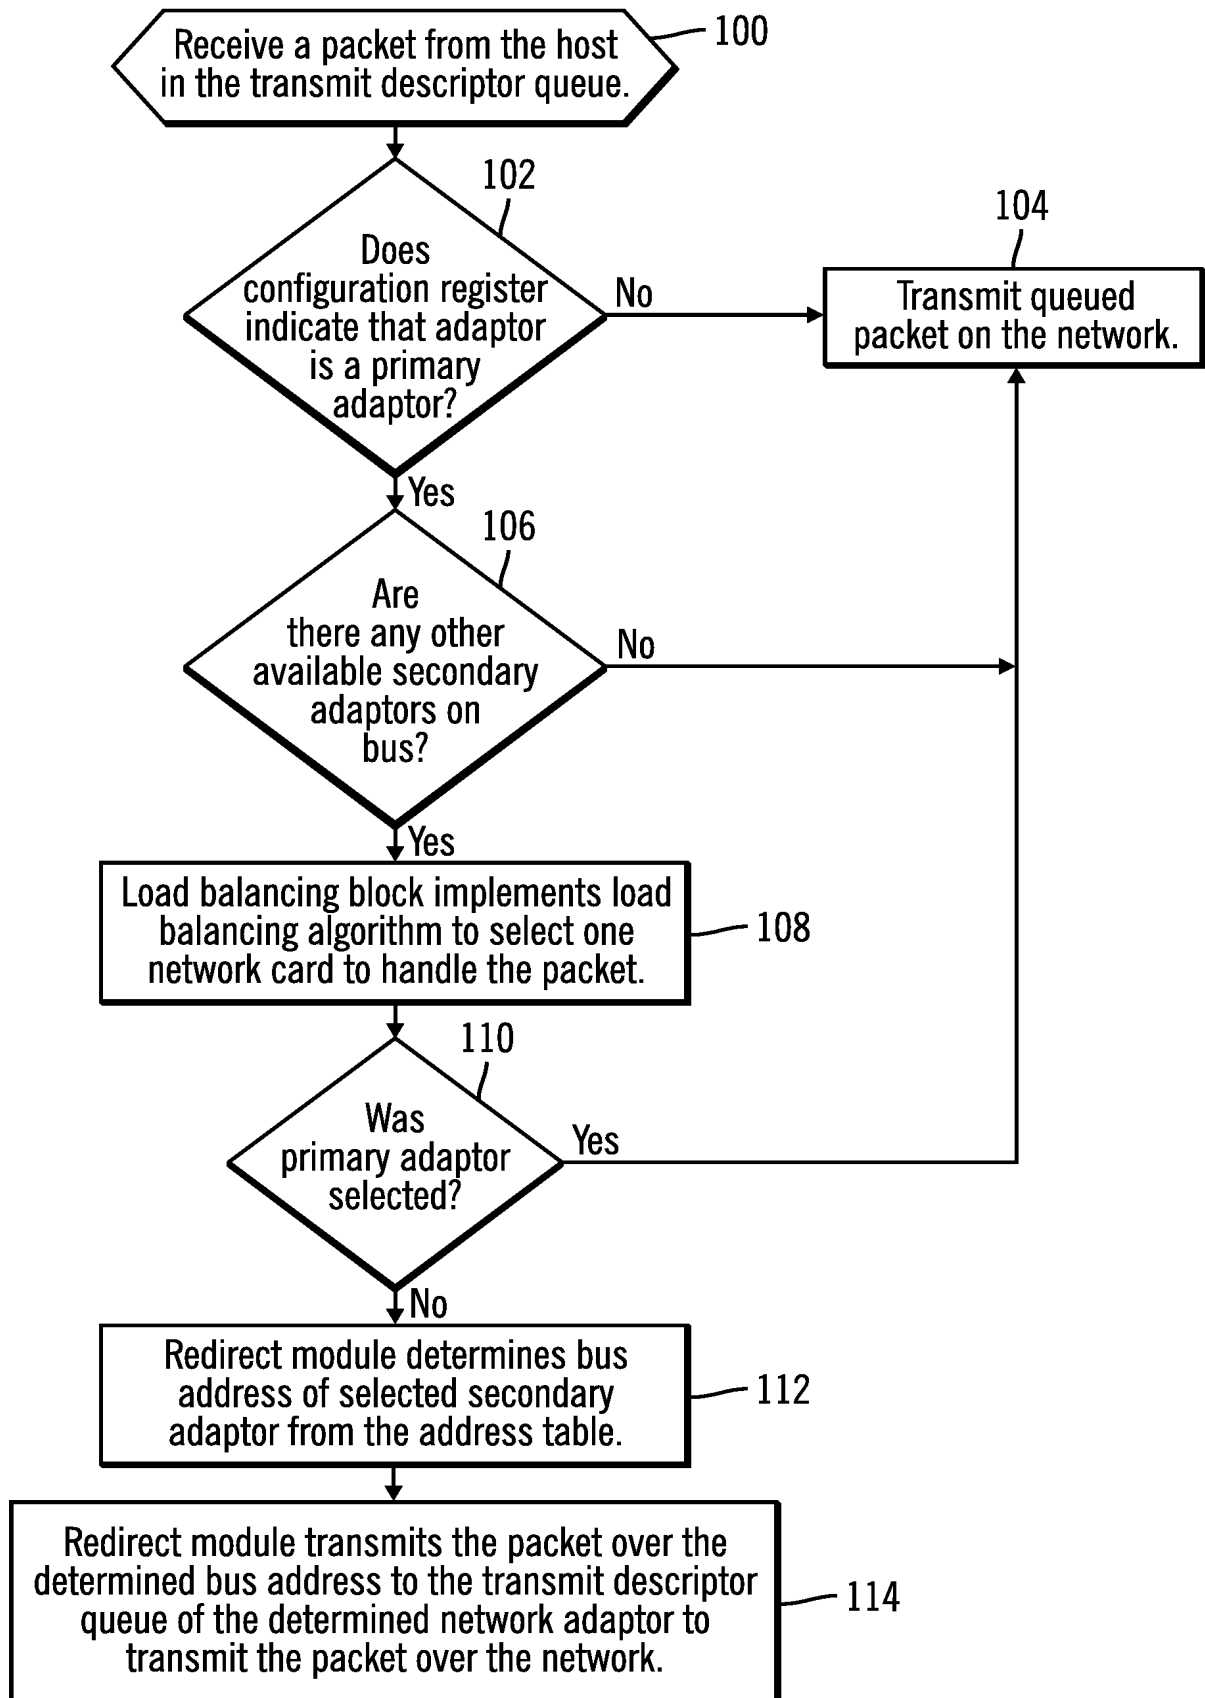 Receive a packet from the host
in the transmit descriptor queue.
100
102
Does
configuration register
indicate that adaptor
is a primary
adaptor?
No
104
Transmit queued
packet on the network.
Yes
106
Are
there any other
available secondary
adaptors on
bus?
No
Yes
Load balancing block implements load
balancing algorithm to select one
network card to handle the packet.
108
110
Was
primary adaptor
selected?
Yes
No
Redirect module determines bus
address of selected secondary
adaptor from the address table.
112
Redirect module transmits the packet over the
determined bus address to the transmit descriptor
queue of the determined network adaptor to
transmit the packet over the network.
114